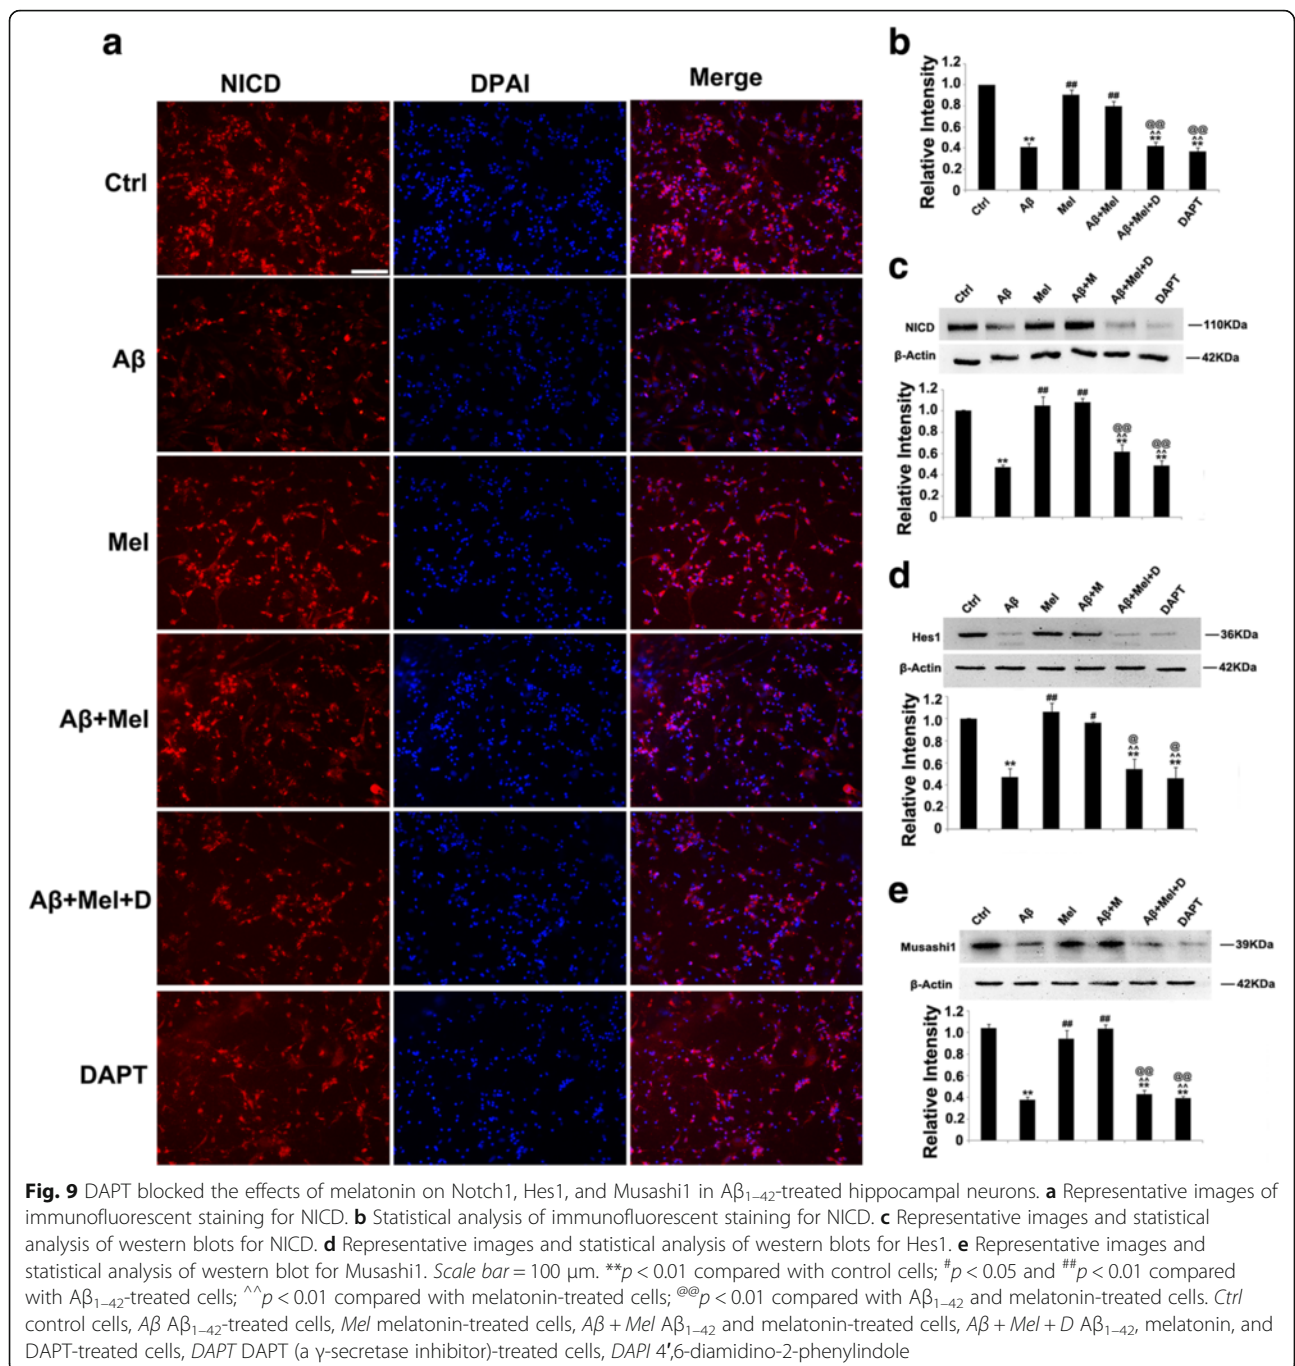 a
NICD DPAI Merge
Ctrl
Aβ
Mel
Aβ+Mel
Aβ+Mel+D
DAPT
b
Relative Intensity
1.2
1.0
0.8
0.6
0.4
0.2
0
** ## ## @@ ^^ ** @@ ^^ **
Ctrl Aβ Mel Aβ+Mel Aβ+Mel+D DAPT
c
Ctrl Aβ Mel Aβ+M Aβ+Mel+D DAPT
NICD —110KDa
β-Actin —42KDa
Relative Intensity
1.2
1.0
0.8
0.6
0.4
0.2
0
** ## ## @@ ^^ ** @@ ^^ **
d
Ctrl Aβ Mel Aβ+M Aβ+Mel+D DAPT
Hes1 —36KDa
β-Actin —42KDa
Relative Intensity
1.2
1.0
0.8
0.6
0.4
0.2
0
** ## # @ ^^ ** @ ^^ **
e
Ctrl Aβ Mel Aβ+M Aβ+Mel+D DAPT
Musashi1 —39KDa
β-Actin —42KDa
Relative Intensity
1.2
1.0
0.8
0.6
0.4
0.2
0
** ## ## @@ ^^ ** @@ ^^ **
Fig. 9 DAPT blocked the effects of melatonin on Notch1, Hes1, and Musashi1 in Aβ₁₋₄₂-treated hippocampal neurons. a Representative images of
immunofluorescent staining for NICD. b Statistical analysis of immunofluorescent staining for NICD. c Representative images and statistical
analysis of western blots for NICD. d Representative images and statistical analysis of western blots for Hes1. e Representative images and
statistical analysis of western blot for Musashi1. Scale bar = 100 μm. **p < 0.01 compared with control cells; #p < 0.05 and ##p < 0.01 compared
with Aβ₁₋₄₂-treated cells; ^^p < 0.01 compared with melatonin-treated cells; @@p < 0.01 compared with Aβ₁₋₄₂ and melatonin-treated cells. Ctrl
control cells, Aβ Aβ₁₋₄₂-treated cells, Mel melatonin-treated cells, Aβ + Mel Aβ₁₋₄₂ and melatonin-treated cells, Aβ + Mel + D Aβ₁₋₄₂, melatonin, and
DAPT-treated cells, DAPT DAPT (a γ-secretase inhibitor)-treated cells, DAPI 4′,6-diamidino-2-phenylindole